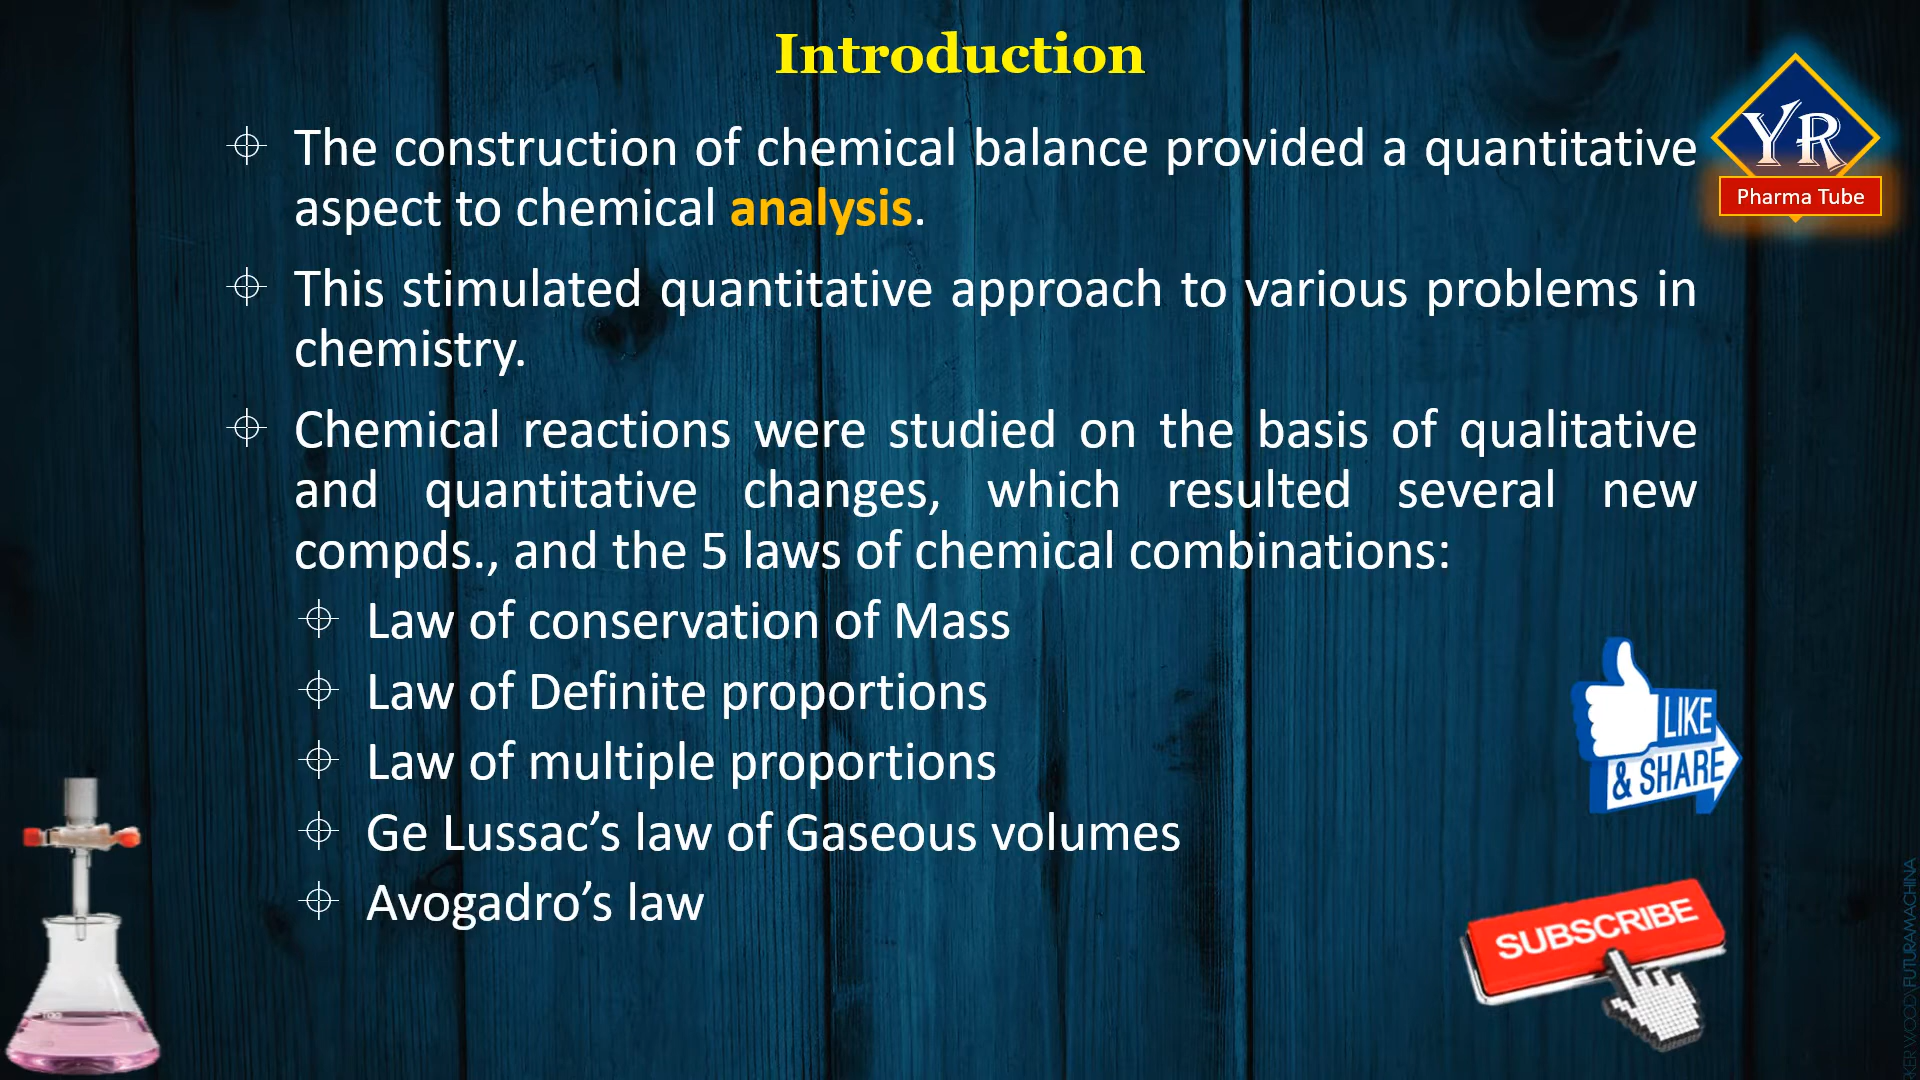 Introduction
The construction of chemical balance provided a quantitative
aspect to chemical analysis.
This stimulated quantitative approach to various problems in
chemistry.
Chemical reactions were studied on the basis of qualitative
and quantitative changes, which resulted several new
compds., and the 5 laws of chemical combinations:
Law of conservation of Mass
Law of Definite proportions
Law of multiple proportions
Ge Lussac’s law of Gaseous volumes
Avogadro’s law
YR
Pharma Tube
LIKE
& SHARE
SUBSCRIBE